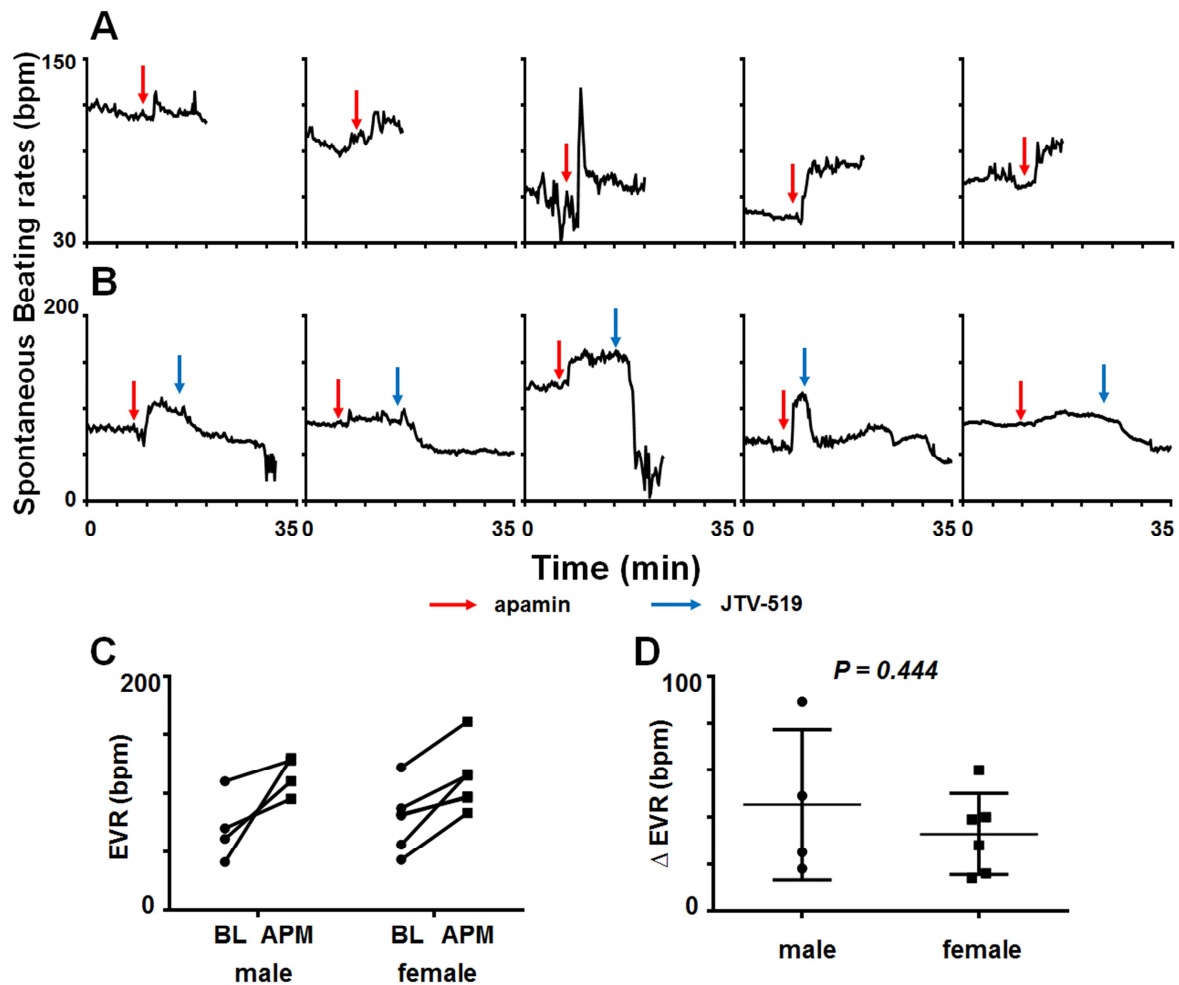 A
Spontaneous Beating rates (bpm)
150
30
B
200
0
0 35 0 35 0 35 0 35 0 35
Time (min)
apamin JTV-519
C
200
EVR (bpm)
0
BL APM BL APM
male female
D
P = 0.444
100
Δ EVR (bpm)
0
male female